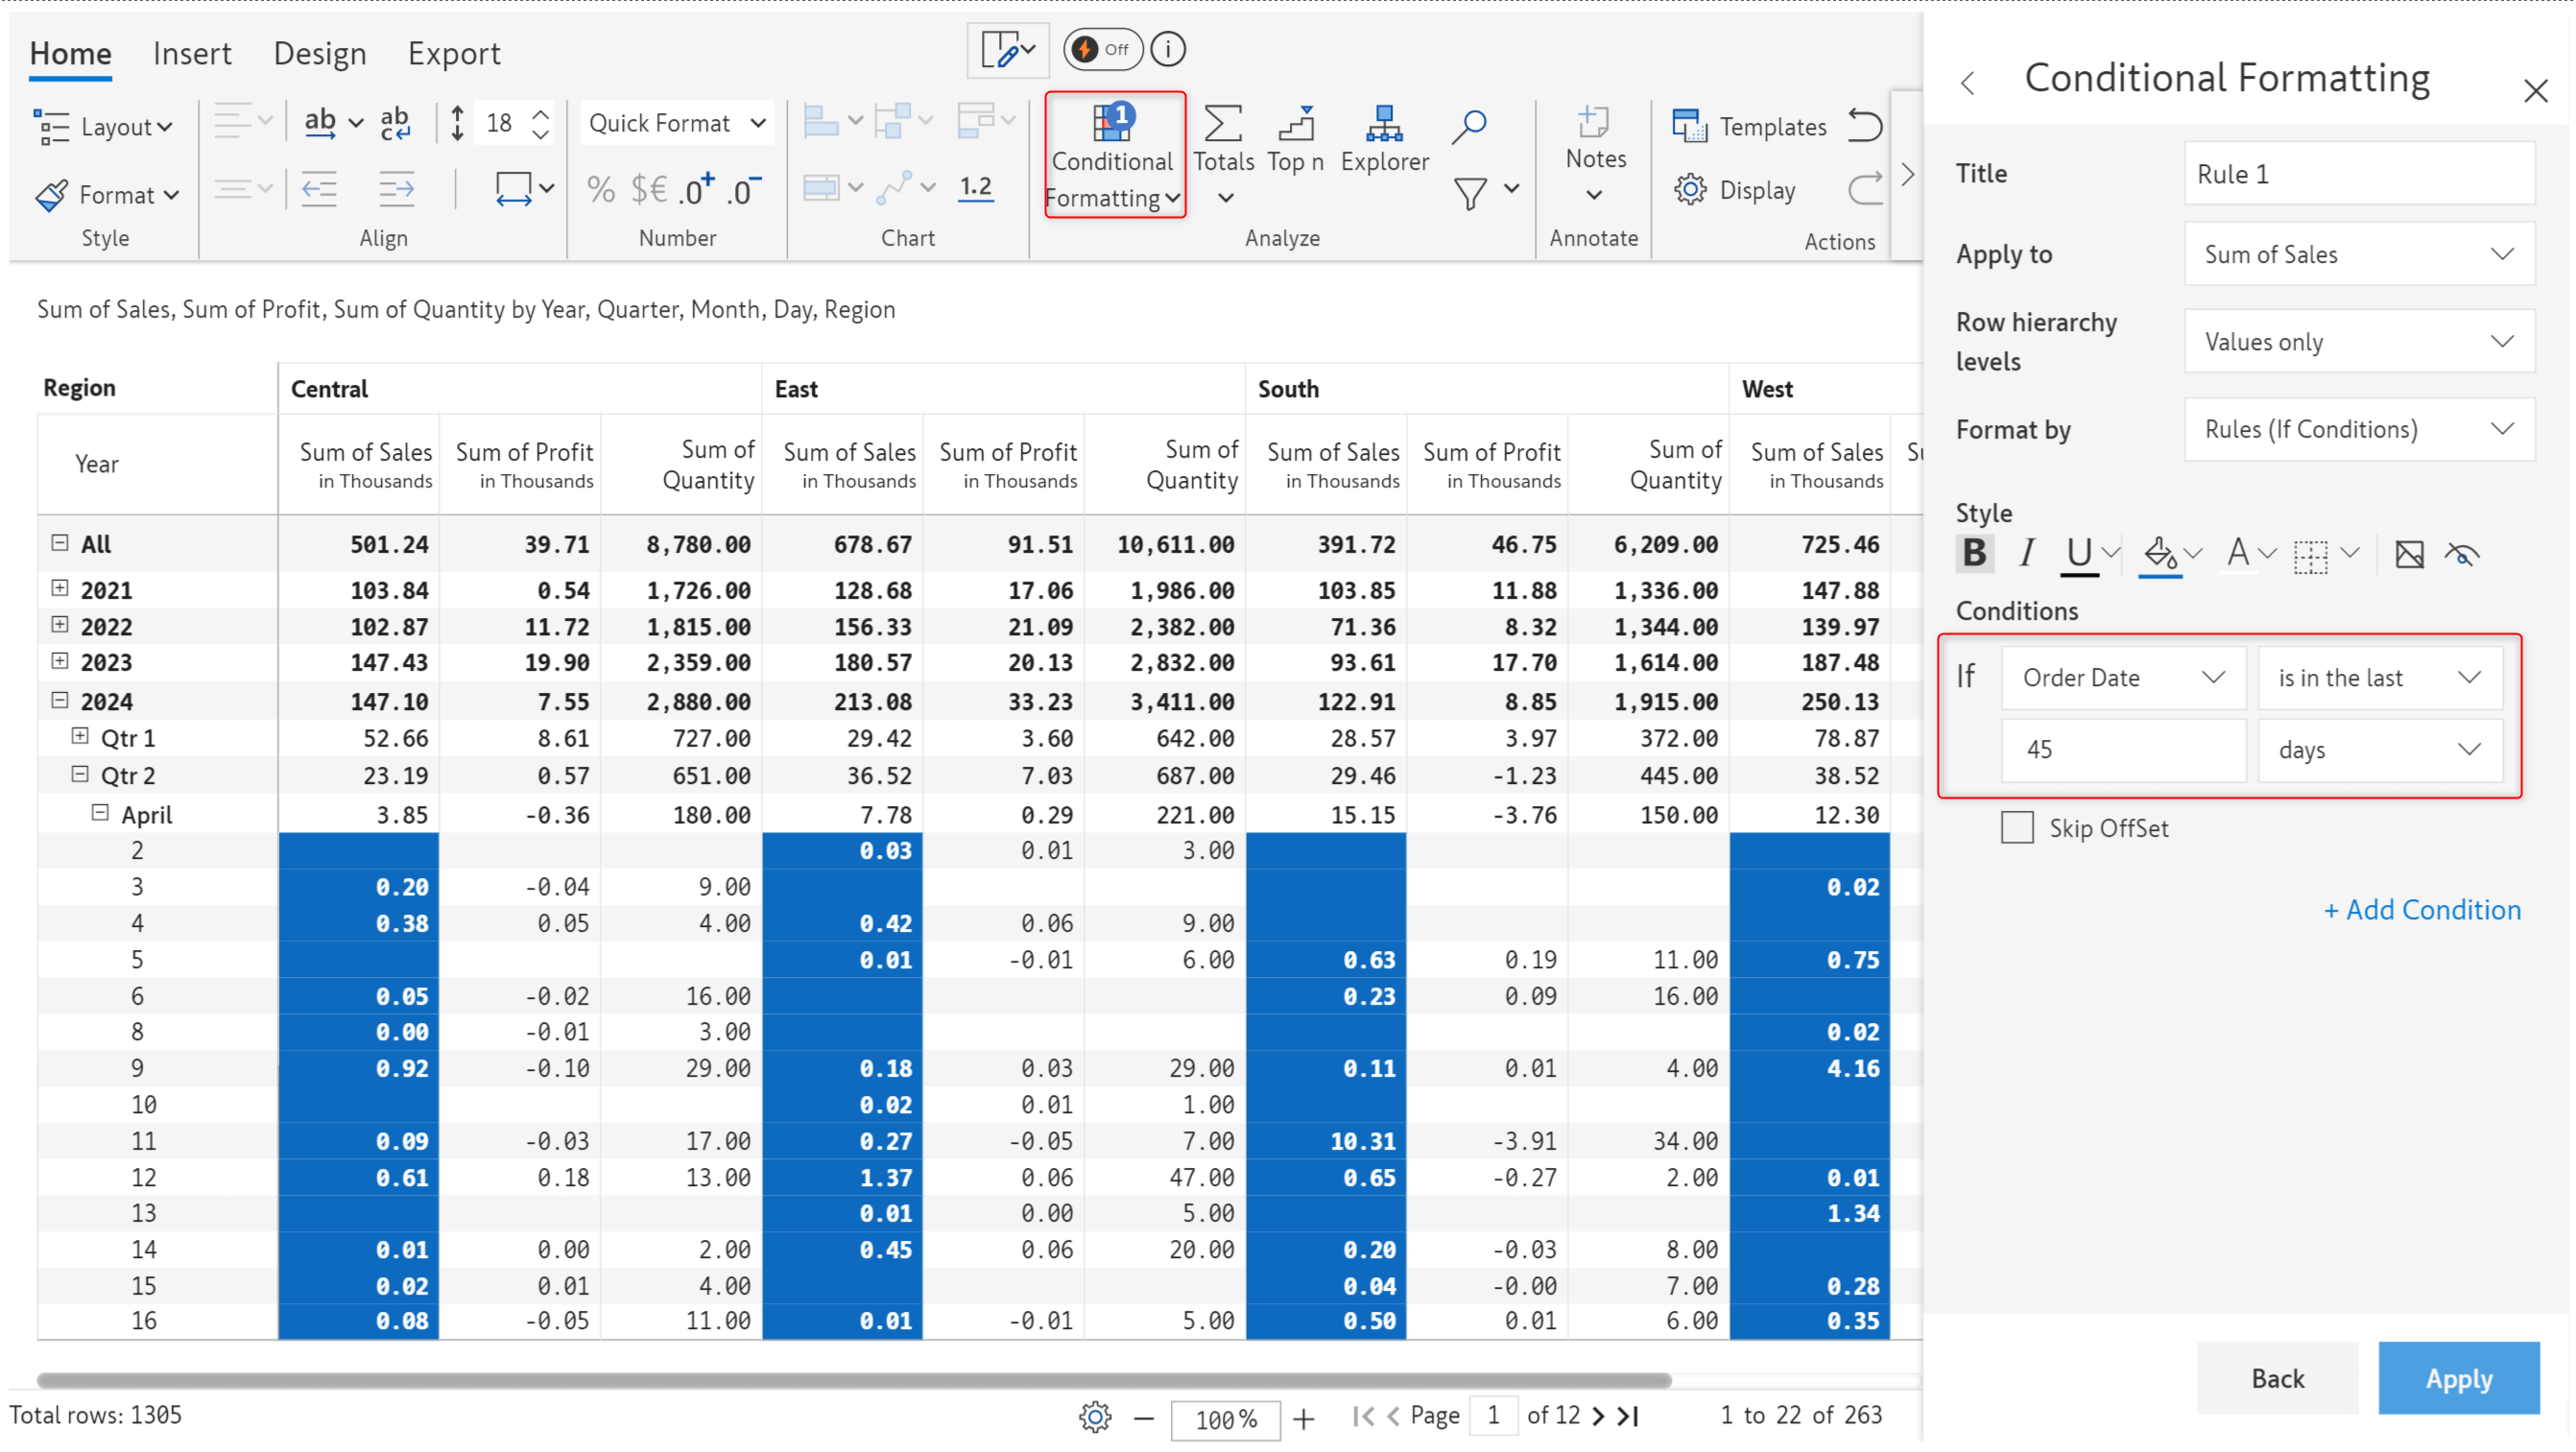 Home Insert Design Export
Off
Layout
ab
ab
c
18
Quick Format
1
Conditional
Formatting
Totals
Top n
Explorer
Notes
Templates
Format
% $€ .0+ .0-
1.2
Display
Style
Align
Number
Chart
Analyze
Annotate
Actions
Sum of Sales, Sum of Profit, Sum of Quantity by Year, Quarter, Month, Day, Region
Region Central East South West
Year Sum of Sales in Thousands Sum of Profit in Thousands Sum of Quantity Sum of Sales in Thousands Sum of Profit in Thousands Sum of Quantity Sum of Sales in Thousands Sum of Profit in Thousands Sum of Quantity Sum of Sales in Thousands
All 501.24 39.71 8,780.00 678.67 91.51 10,611.00 391.72 46.75 6,209.00 725.46
2021 103.84 0.54 1,726.00 128.68 17.06 1,986.00 103.85 11.88 1,336.00 147.88
2022 102.87 11.72 1,815.00 156.33 21.09 2,382.00 71.36 8.32 1,344.00 139.97
2023 147.43 19.90 2,359.00 180.57 20.13 2,832.00 93.61 17.70 1,614.00 187.48
2024 147.10 7.55 2,880.00 213.08 33.23 3,411.00 122.91 8.85 1,915.00 250.13
Qtr 1 52.66 8.61 727.00 29.42 3.60 642.00 28.57 3.97 372.00 78.87
Qtr 2 23.19 0.57 651.00 36.52 7.03 687.00 29.46 -1.23 445.00 38.52
April 3.85 -0.36 180.00 7.78 0.29 221.00 15.15 -3.76 150.00 12.30
2 0.03 0.01 3.00
3 0.20 -0.04 9.00 0.02
4 0.38 0.05 4.00 0.42 0.06 9.00
5 0.01 -0.01 6.00 0.63 0.19 11.00 0.75
6 0.05 -0.02 16.00 0.23 0.09 16.00
8 0.00 -0.01 3.00 0.02
9 0.92 -0.10 29.00 0.18 0.03 29.00 0.11 0.01 4.00 4.16
10 0.02 0.01 1.00
11 0.09 -0.03 17.00 0.27 -0.05 7.00 10.31 -3.91 34.00
12 0.61 0.18 13.00 1.37 0.06 47.00 0.65 -0.27 2.00 0.01
13 0.01 0.00 5.00 1.34
14 0.01 0.00 2.00 0.45 0.06 20.00 0.20 -0.03 8.00
15 0.02 0.01 4.00 0.04 -0.00 7.00 0.28
16 0.08 -0.05 11.00 0.01 -0.01 5.00 0.50 0.01 6.00 0.35
Total rows: 1305
100%
Page 1 of 12
1 to 22 of 263
Conditional Formatting
Title Rule 1
Apply to Sum of Sales
Row hierarchy levels Values only
Format by Rules (If Conditions)
Style
B I U A
Conditions
If Order Date is in the last
45 days
Skip OffSet
+ Add Condition
Back Apply